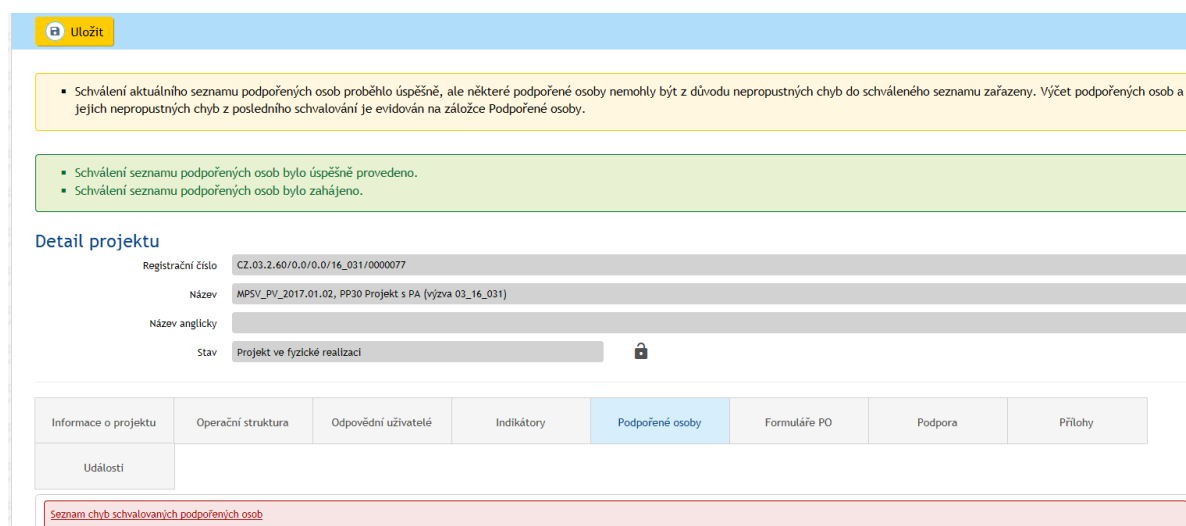 Uložit
Schválení aktuálního seznamu podpořených osob proběhlo úspěšně, ale některé podpořené osoby nemohly být z důvodu nepropustných chyb do schváleného seznamu zařazeny. Výčet podpořených osob a
jejich nepropustných chyb z posledního schvalování je evidován na záložce Podpořené osoby.
Schválení seznamu podpořených osob bylo úspěšně provedeno.
Schválení seznamu podpořených osob bylo zahájeno.
Detail projektu
Registrační číslo CZ.03.2.60/0.0/0.0/16_031/0000077
Název MPSV_PV_2017.01.02, PP30 Projekt s PA (výzva 03_16_031)
Název anglicky
Stav Projekt ve fyzické realizaci
Informace o projektu Operační struktura Odpovědní uživatelé Indikátory Podpořené osoby Formuláře PO Podpora Přílohy
Události
Seznam chyb schvalovaných podpořených osob